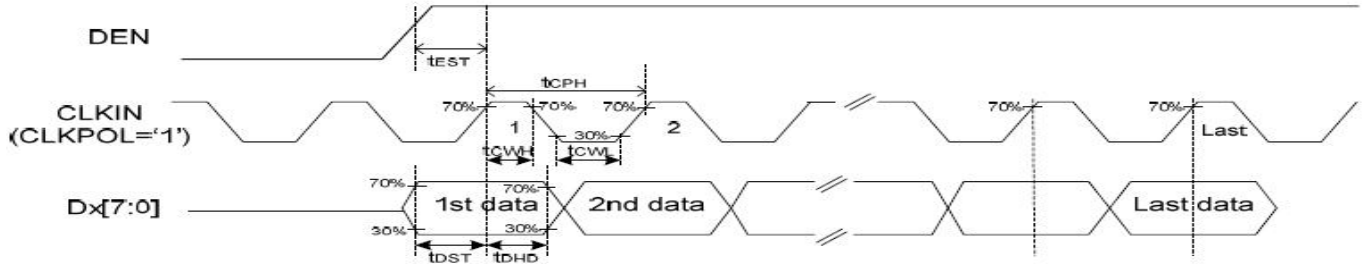 DEN
tEST
tCPH
CLKIN
(CLKPOL='1')
70% 70% 70% 70% 70%
1 2 Last
30%
tCWH tCWL
70% 70%
Dx[7:0] 1st data 2nd data Last data
30% 30%
tDST tDHD